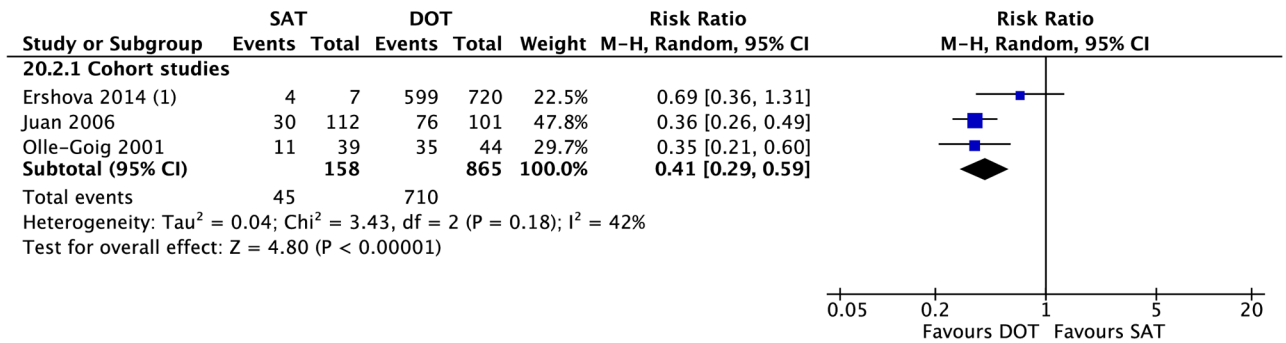 SAT DOT Risk Ratio Risk Ratio
Study or Subgroup Events Total Events Total Weight M-H, Random, 95% CI M-H, Random, 95% CI
20.2.1 Cohort studies
Ershova 2014 (1) 4 7 599 720 22.5% 0.69 [0.36, 1.31]
Juan 2006 30 112 76 101 47.8% 0.36 [0.26, 0.49]
Olle-Goig 2001 11 39 35 44 29.7% 0.35 [0.21, 0.60]
Subtotal (95% CI) 158 865 100.0% 0.41 [0.29, 0.59]
Total events 45 710
Heterogeneity: Tau² = 0.04; Chi² = 3.43, df = 2 (P = 0.18); I² = 42%
Test for overall effect: Z = 4.80 (P < 0.00001)
0.05 0.2 1 5 20
Favours DOT Favours SAT